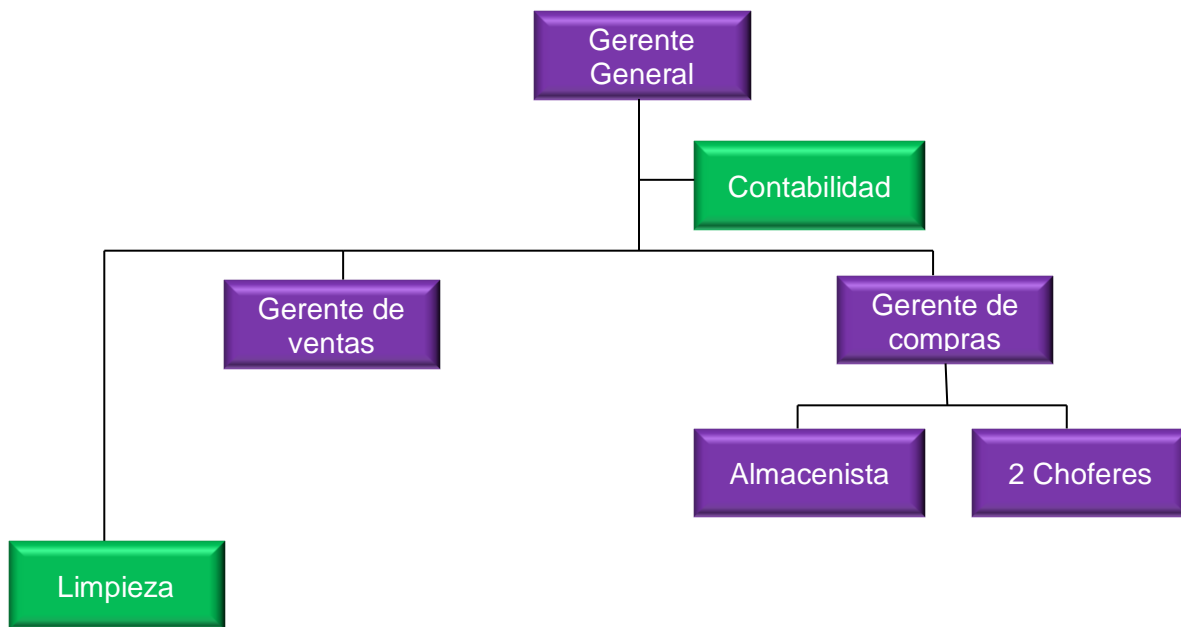 Gerente
General
Contabilidad
Gerente de
ventas
Gerente de
compras
Almacenista
2 Choferes
Limpieza